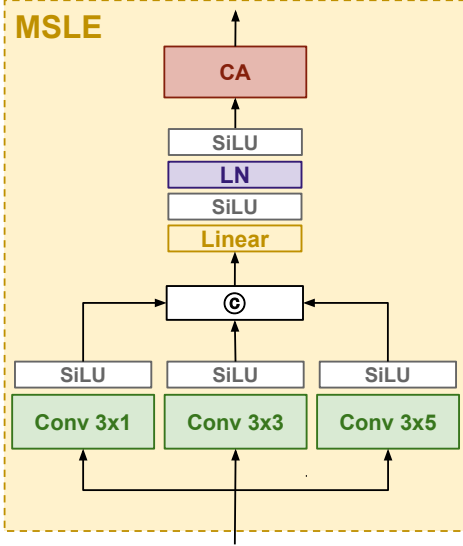 MSLE
CA
SiLU
LN
SiLU
Linear
©
SiLU SiLU SiLU
Conv 3x1 Conv 3x3 Conv 3x5